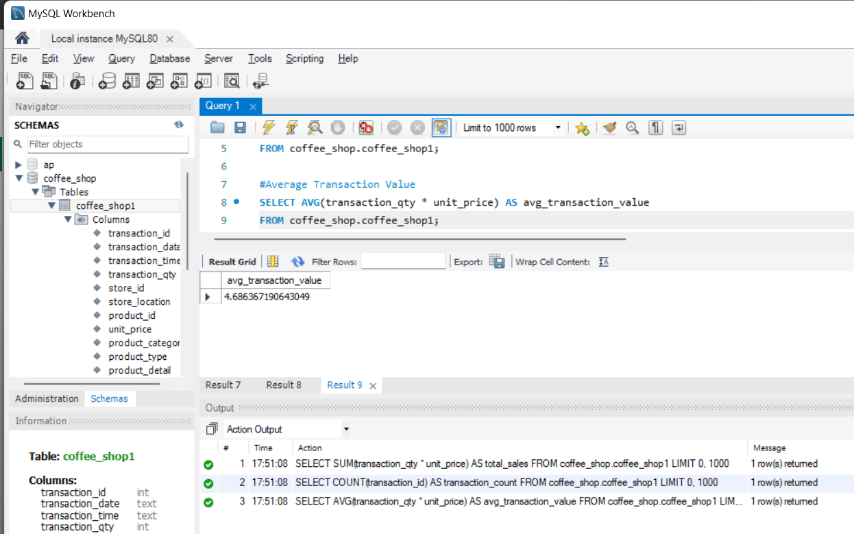 MySQL Workbench
Local instance MySQL80
File Edit View Query Database Server Tools Scripting Help
Navigator
SCHEMAS
Filter objects
ap
coffee_shop
Tables
coffee_shop1
Columns
transaction_id
transaction_date
transaction_time
transaction_qty
store_id
store_location
product_id
unit_price
product_categor
product_type
product_detail
Administration Schemas
Information
Table: coffee_shop1
Columns:
transaction_id int
transaction_date text
transaction_time text
transaction_qty int
Query 1
Limit to 1000 rows
5 FROM coffee_shop.coffee_shop1;
6
7 #Average Transaction Value
8 SELECT AVG(transaction_qty * unit_price) AS avg_transaction_value
9 FROM coffee_shop.coffee_shop1;
Result Grid Filter Rows: Export: Wrap Cell Content:
avg_transaction_value
4.686367190643049
Result 7 Result 8 Result 9
Output
Action Output
# Time Action Message
1 17:51:08 SELECT SUM(transaction_qty * unit_price) AS total_sales FROM coffee_shop.coffee_shop1 LIMIT 0, 1000 1 row(s) returned
2 17:51:08 SELECT COUNT(transaction_id) AS transaction_count FROM coffee_shop.coffee_shop1 LIMIT 0, 1000 1 row(s) returned
3 17:51:08 SELECT AVG(transaction_qty * unit_price) AS avg_transaction_value FROM coffee_shop.coffee_shop1 LIM... 1 row(s) returned